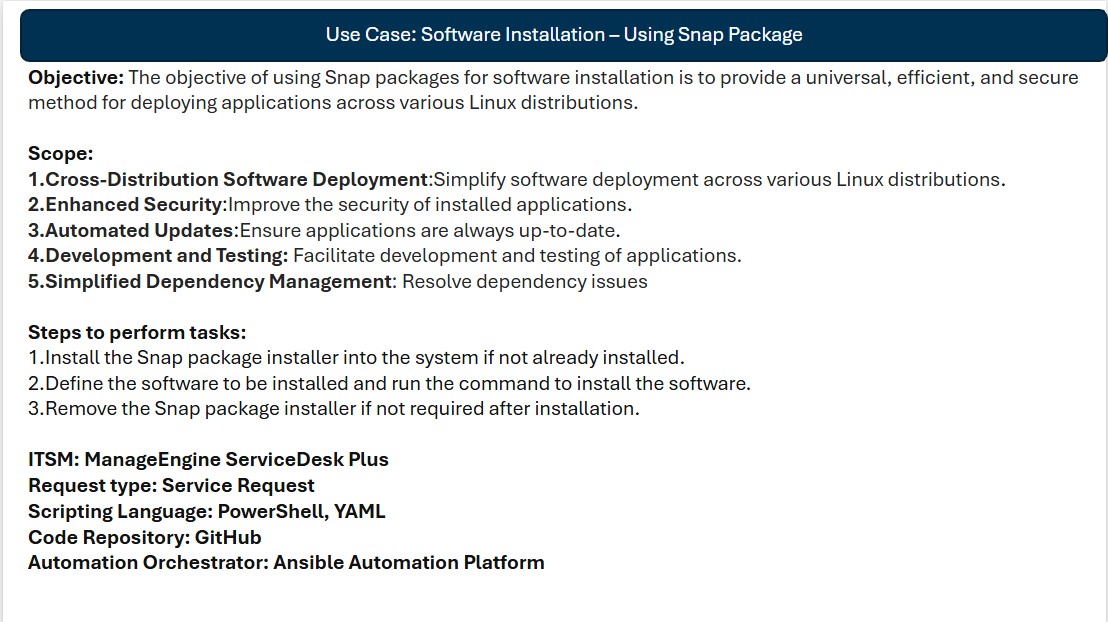 Use Case: Software Installation – Using Snap Package
Objective: The objective of using Snap packages for software installation is to provide a universal, efficient, and secure
method for deploying applications across various Linux distributions.
Scope:
1.Cross-Distribution Software Deployment:Simplify software deployment across various Linux distributions.
2.Enhanced Security:Improve the security of installed applications.
3.Automated Updates:Ensure applications are always up-to-date.
4.Development and Testing: Facilitate development and testing of applications.
5.Simplified Dependency Management: Resolve dependency issues
Steps to perform tasks:
1.Install the Snap package installer into the system if not already installed.
2.Define the software to be installed and run the command to install the software.
3.Remove the Snap package installer if not required after installation.
ITSM: ManageEngine ServiceDesk Plus
Request type: Service Request
Scripting Language: PowerShell, YAML
Code Repository: GitHub
Automation Orchestrator: Ansible Automation Platform